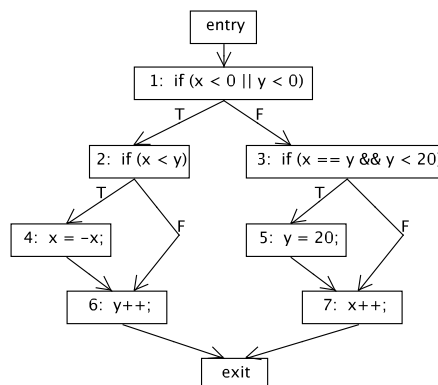 entry
1: if (x < 0 || y < 0)
T
F
2: if (x < y)
3: if (x == y && y < 20)
T
F
T
F
4: x = -x;
5: y = 20;
6: y++;
7: x++;
exit